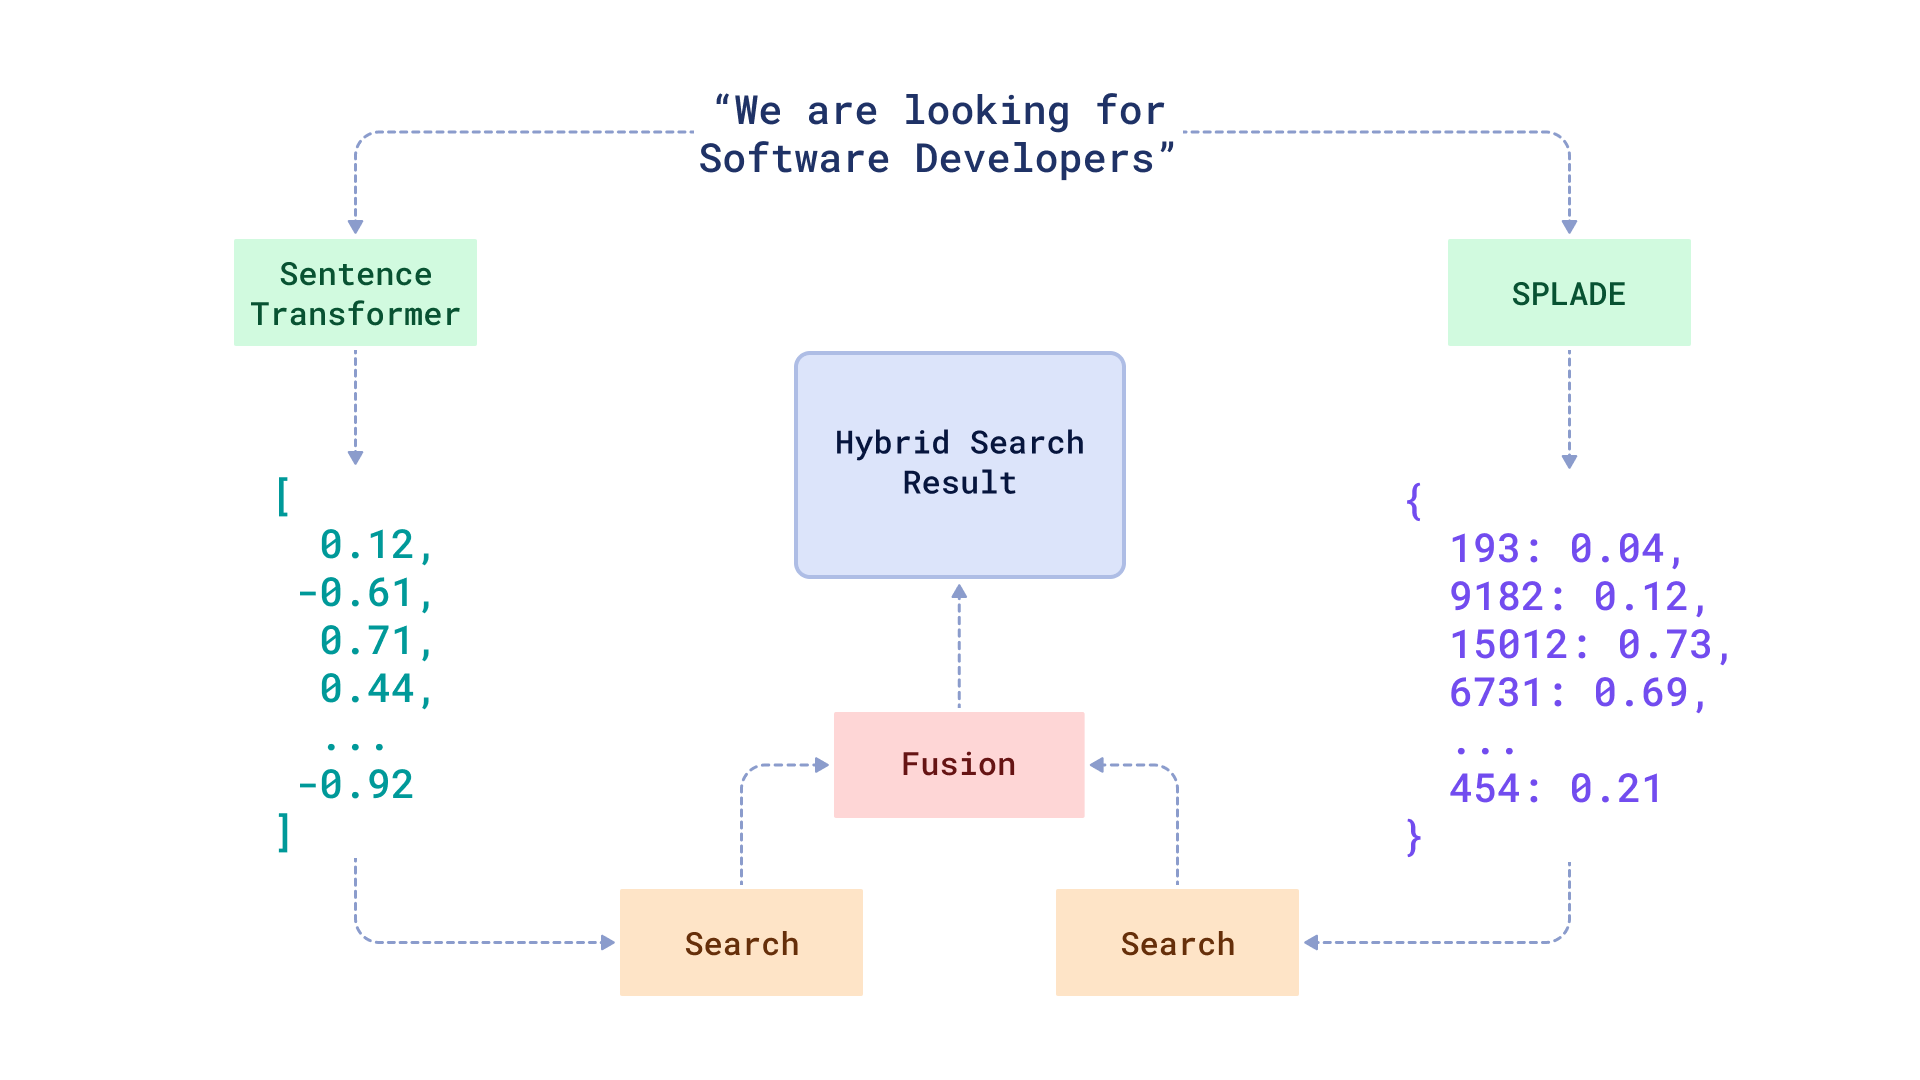 “We are looking for
Software Developers”
Sentence
Transformer
SPLADE
Hybrid Search
Result
[
0.12,
-0.61,
0.71,
0.44,
...
-0.92
]
{
193: 0.04,
9182: 0.12,
15012: 0.73,
6731: 0.69,
...
454: 0.21
}
Fusion
Search
Search